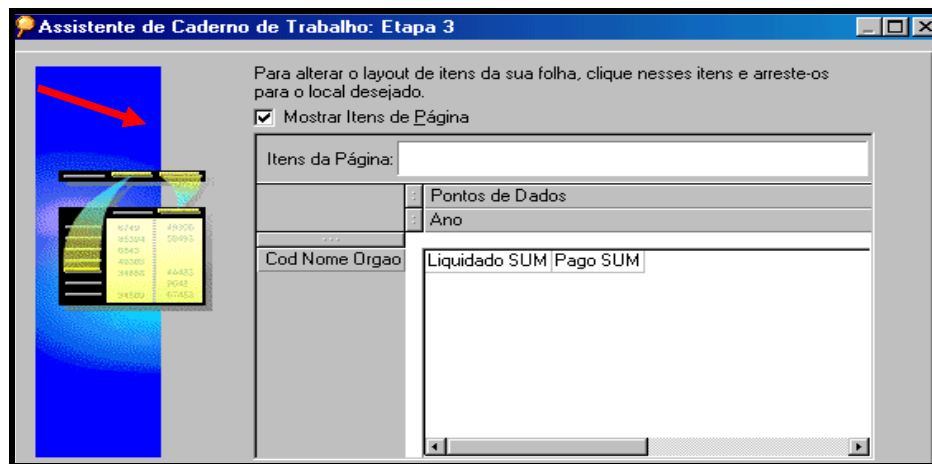 Assistente de Caderno de Trabalho: Etapa 3
Para alterar o layout de itens da sua folha, clique nesses itens e arreste-os
para o local desejado.
Mostrar Itens de Página
Itens da Página:
Pontos de Dados
Ano
Cod Nome Orgao
Liquidado SUM Pago SUM